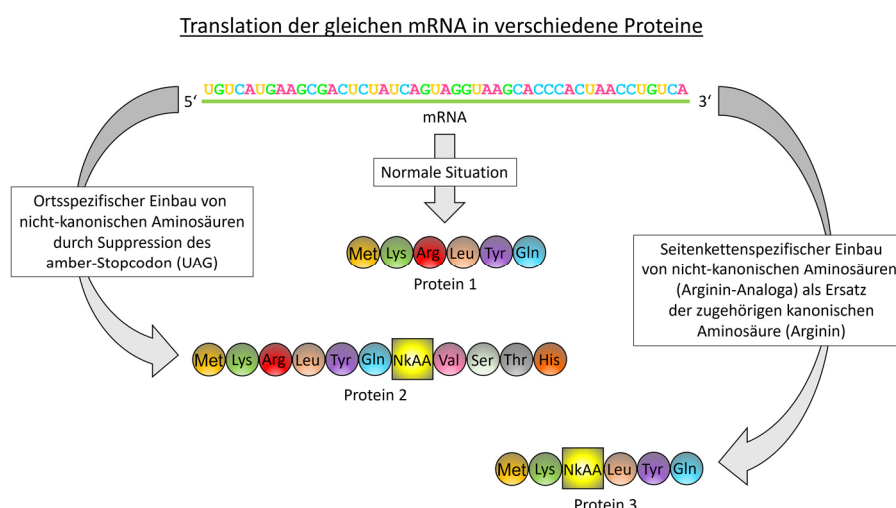 Translation der gleichen mRNA in verschiedene Proteine
5‘ UGUCAUGAAGCGACUCUAUCAGUAGGUAAGCACCCACUAACCUGUCA 3‘
mRNA
Normale Situation
Ortsspezifischer Einbau von
nicht-kanonischen Aminosäuren
durch Suppression des
amber-Stopcodon (UAG)
Met Lys Arg Leu Tyr Gln
Protein 1
Seitenkettenspezifischer Einbau
von nicht-kanonischen Aminosäuren
(Arginin-Analoga) als Ersatz
der zugehörigen kanonischen
Aminosäure (Arginin)
Met Lys Arg Leu Tyr Gln NkAA Val Ser Thr His
Protein 2
Met Lys NkAA Leu Tyr Gln
Protein 3